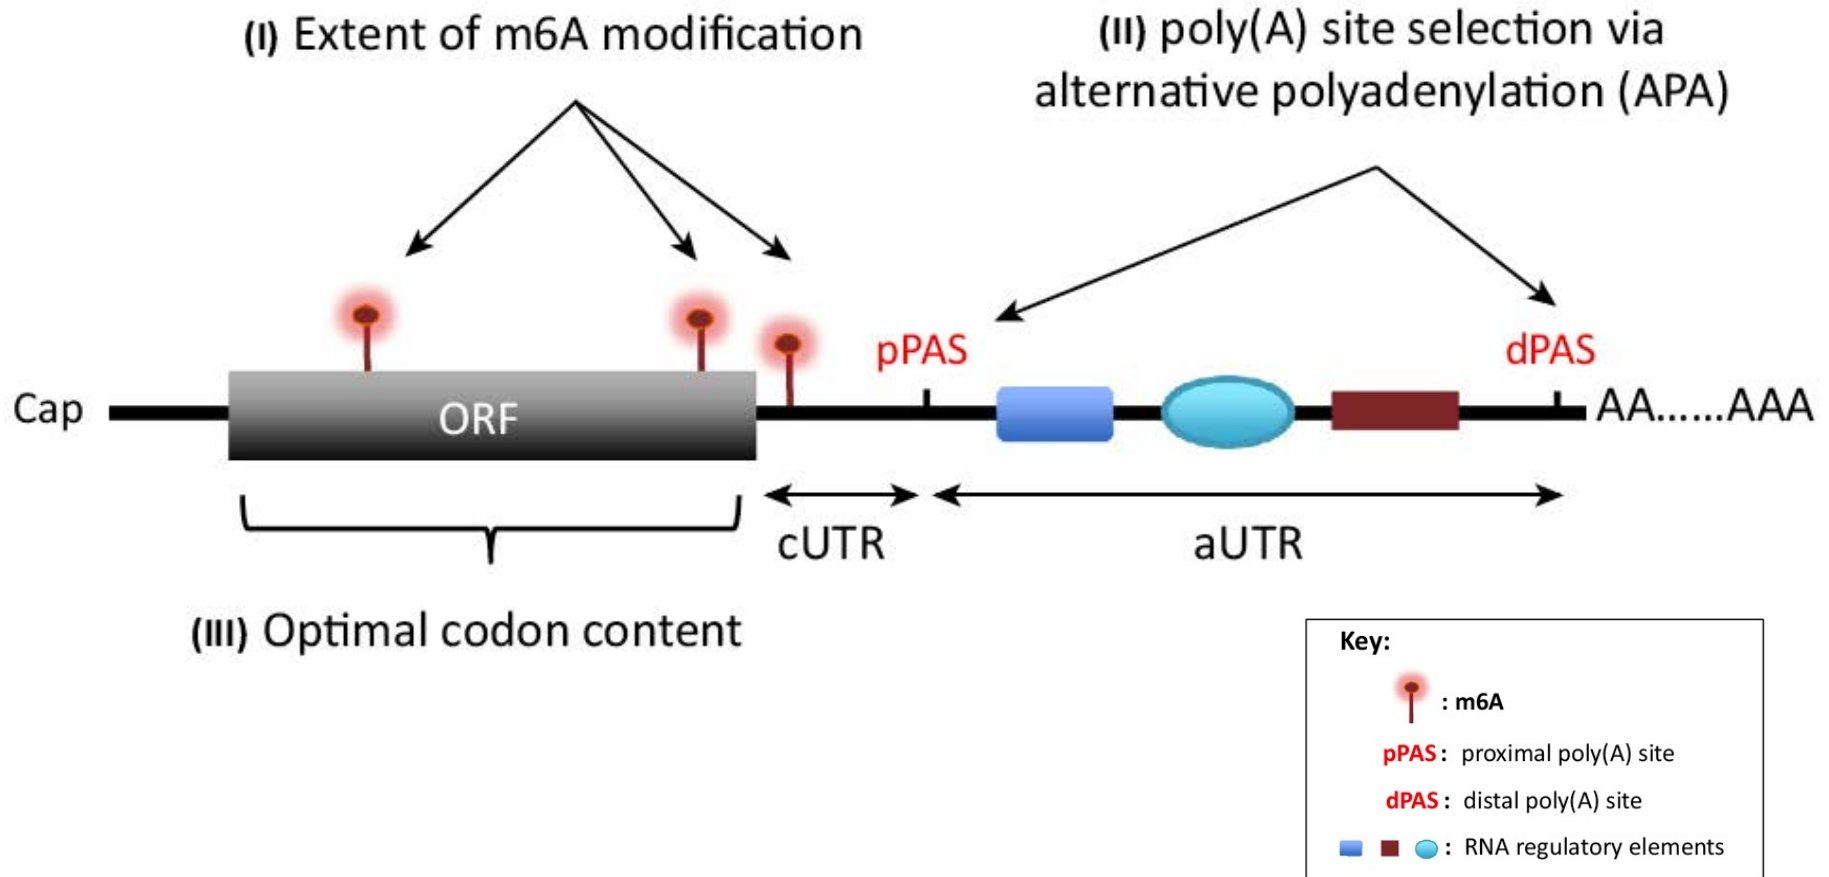 (I) Extent of m6A modification
(II) poly(A) site selection via
alternative polyadenylation (APA)
pPAS
dPAS
Cap
ORF
AA......AAA
cUTR
aUTR
(III) Optimal codon content
Key:
: m6A
pPAS : proximal poly(A) site
dPAS : distal poly(A) site
: RNA regulatory elements